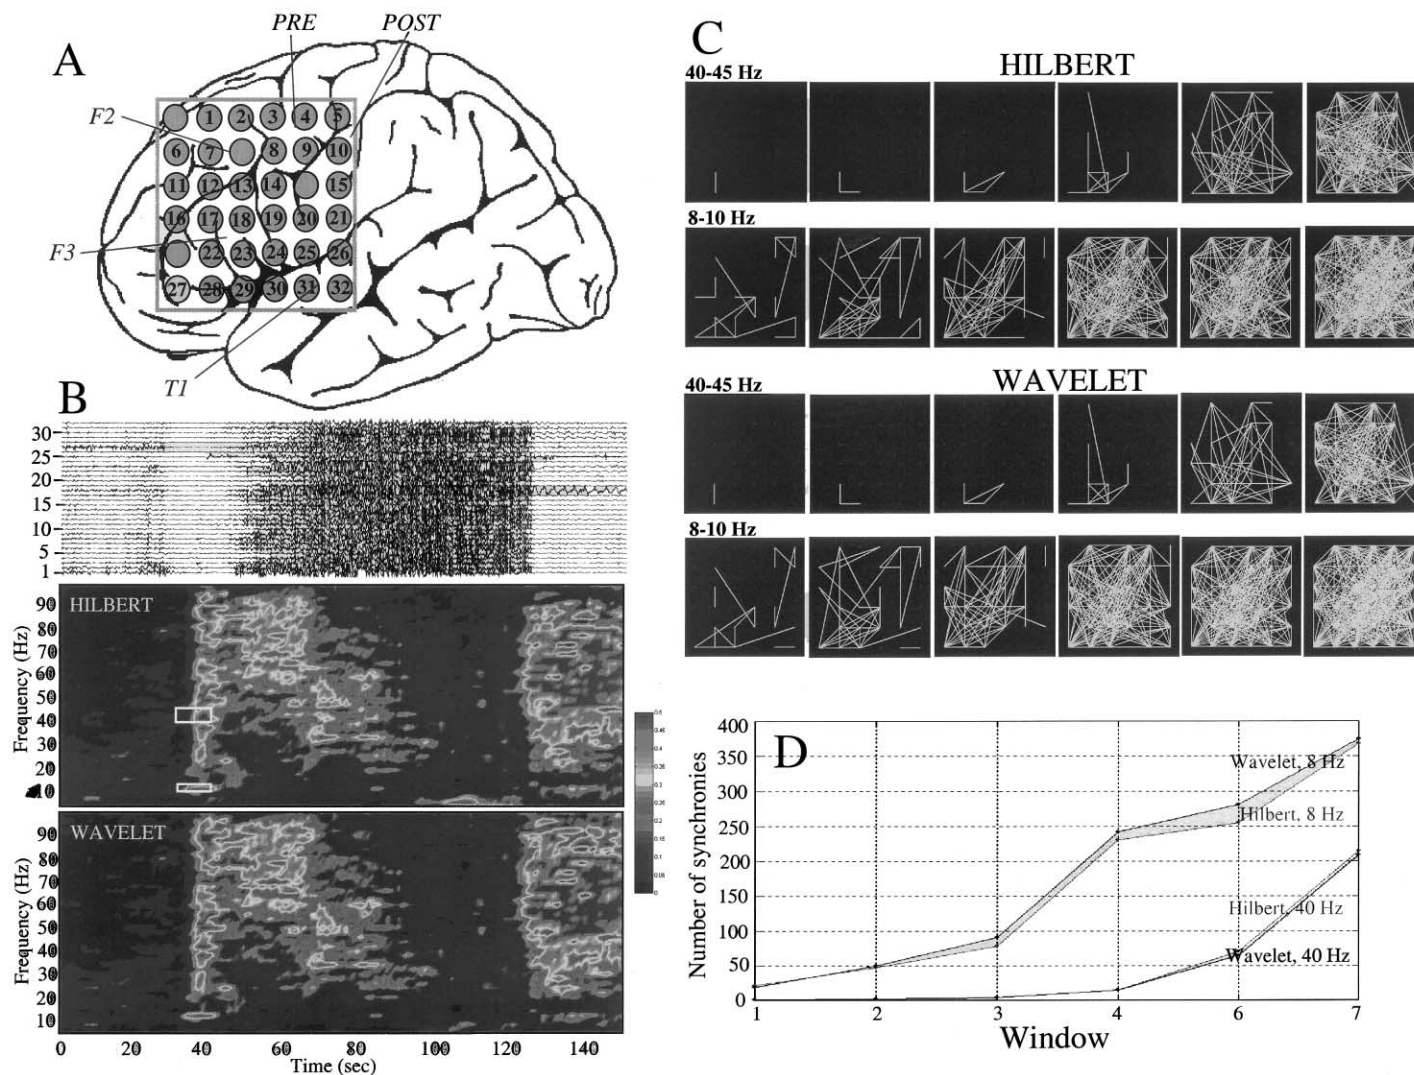 A
PRE
POST
F2
F3
T1
1 2 3 4 5
6 7 8 9 10
11 12 13 14 15
16 17 18 19 20 21
22 23 24 25 26
27 28 29 30 31 32
B
30
25
20
15
10
5
1
HILBERT
Frequency (Hz)
90
80
70
60
50
40
30
20
10
WAVELET
Frequency (Hz)
90
80
70
60
50
40
30
20
10
0 20 40 60 80 100 120 140
Time (sec)
C
HILBERT
40-45 Hz
8-10 Hz
WAVELET
40-45 Hz
8-10 Hz
D
Number of synchronies
400
350
300
250
200
150
100
50
0
Wavelet, 8 Hz
Hilbert, 8 Hz
Hilbert, 40 Hz
Wavelet, 40 Hz
1 2 3 4 6 7
Window